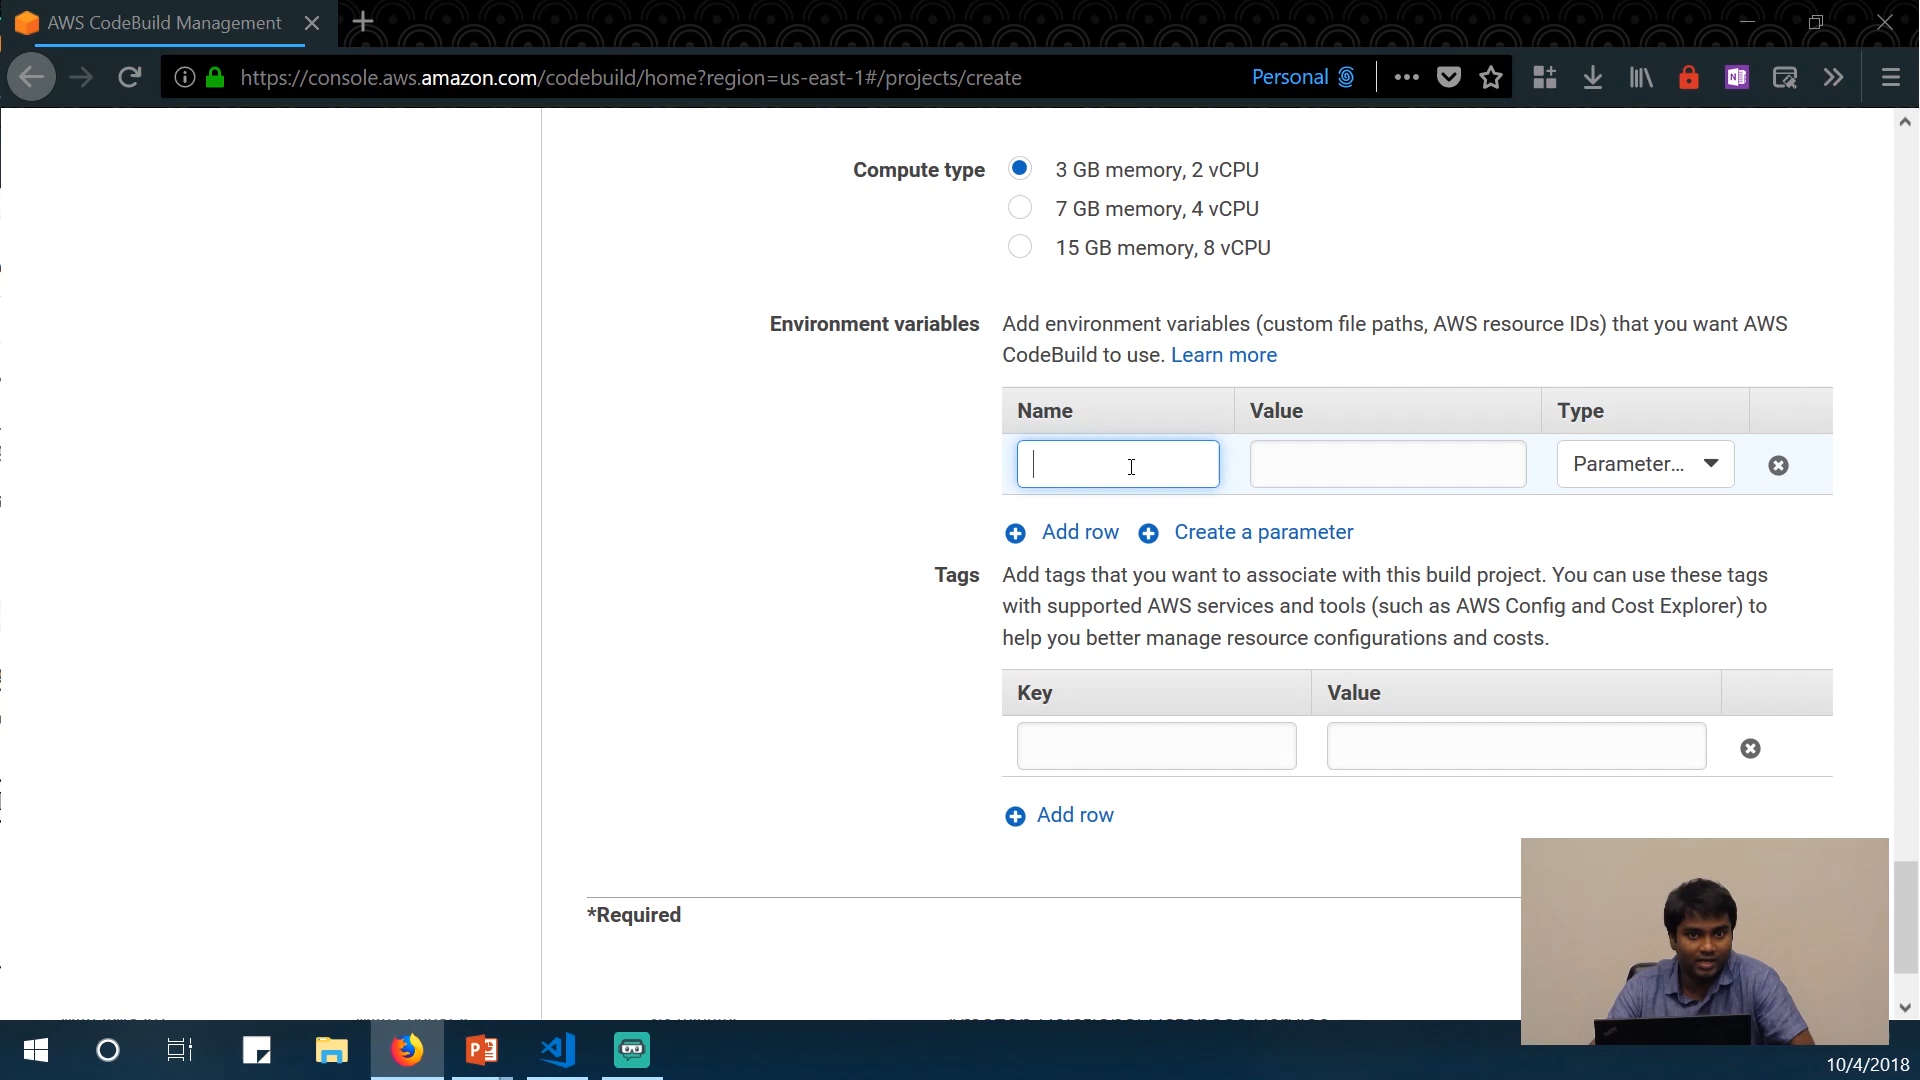 AWS CodeBuild Management
https://console.aws.amazon.com/codebuild/home?region=us-east-1#/projects/create
Personal
Compute type
3 GB memory, 2 vCPU
7 GB memory, 4 vCPU
15 GB memory, 8 vCPU
Environment variables
Add environment variables (custom file paths, AWS resource IDs) that you want AWS
CodeBuild to use. Learn more
Name Value Type
Parameter...
Add row Create a parameter
Tags
Add tags that you want to associate with this build project. You can use these tags
with supported AWS services and tools (such as AWS Config and Cost Explorer) to
help you better manage resource configurations and costs.
Key Value
Add row
*Required
10/4/2018